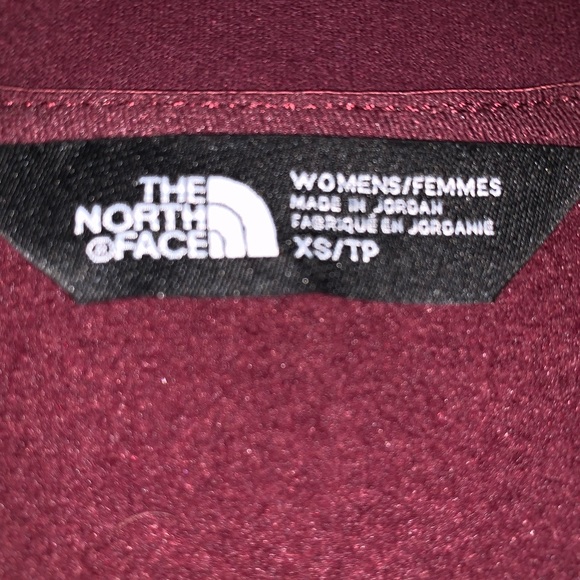 THE
NORTH
® FACE
WOMENS/FEMMES
MADE IN JORDAN
FABRIQUÉ EN JORDANIE
XS/TP